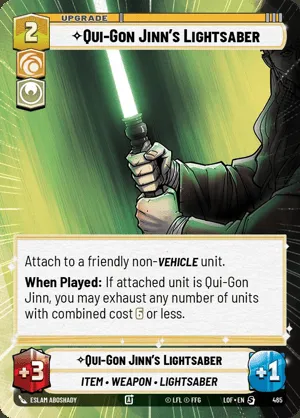 UPGRADE
2
✧QUI-GON JINN'S LIGHTSABER
Attach to a friendly non-VEHICLE unit.
When Played: If attached unit is Qui-Gon
Jinn, you may exhaust any number of units
with combined cost 6 or less.
✧QUI-GON JINN'S LIGHTSABER
+3
+1
ITEM • WEAPON • LIGHTSABER
ESLAM ABOSHADY
© LFL © FFG
LOF • EN
465